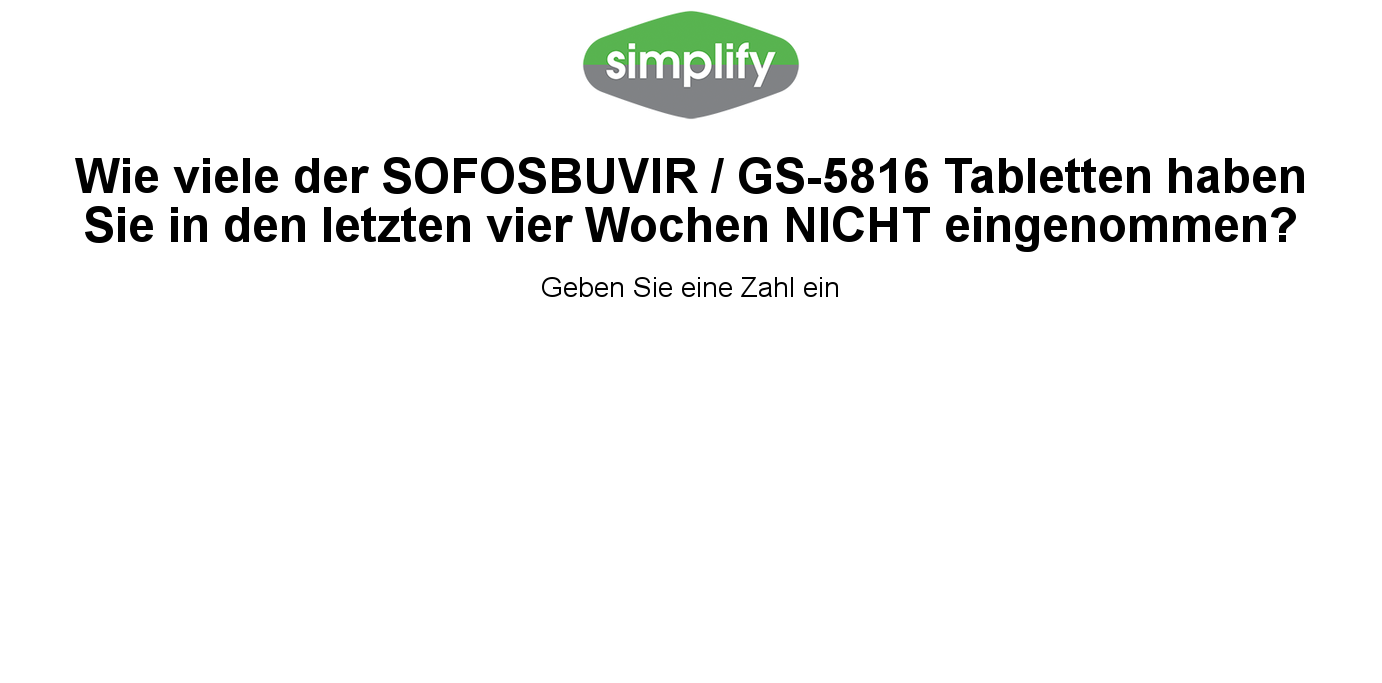 simplify
Wie viele der SOFOSBUVIR / GS-5816 Tabletten haben
Sie in den letzten vier Wochen NICHT eingenommen?
Geben Sie eine Zahl ein